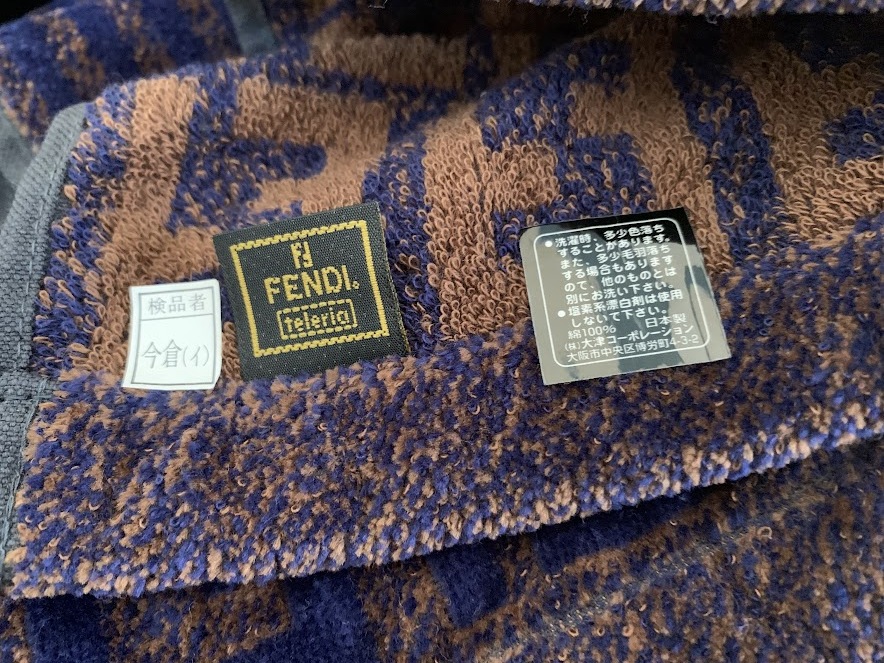 検品者
今倉(イ)
FENDI®
teleria
●洗濯時、多少色落ち
することがあります。
また、多少毛羽落ち
する場合もあります
ので、他のものとは
別にお洗い下さい。
●塩素系漂白剤は使用
しないで下さい。
綿100% 日本製
(株)大津コーポレーション
大阪市中央区博労町4-3-2